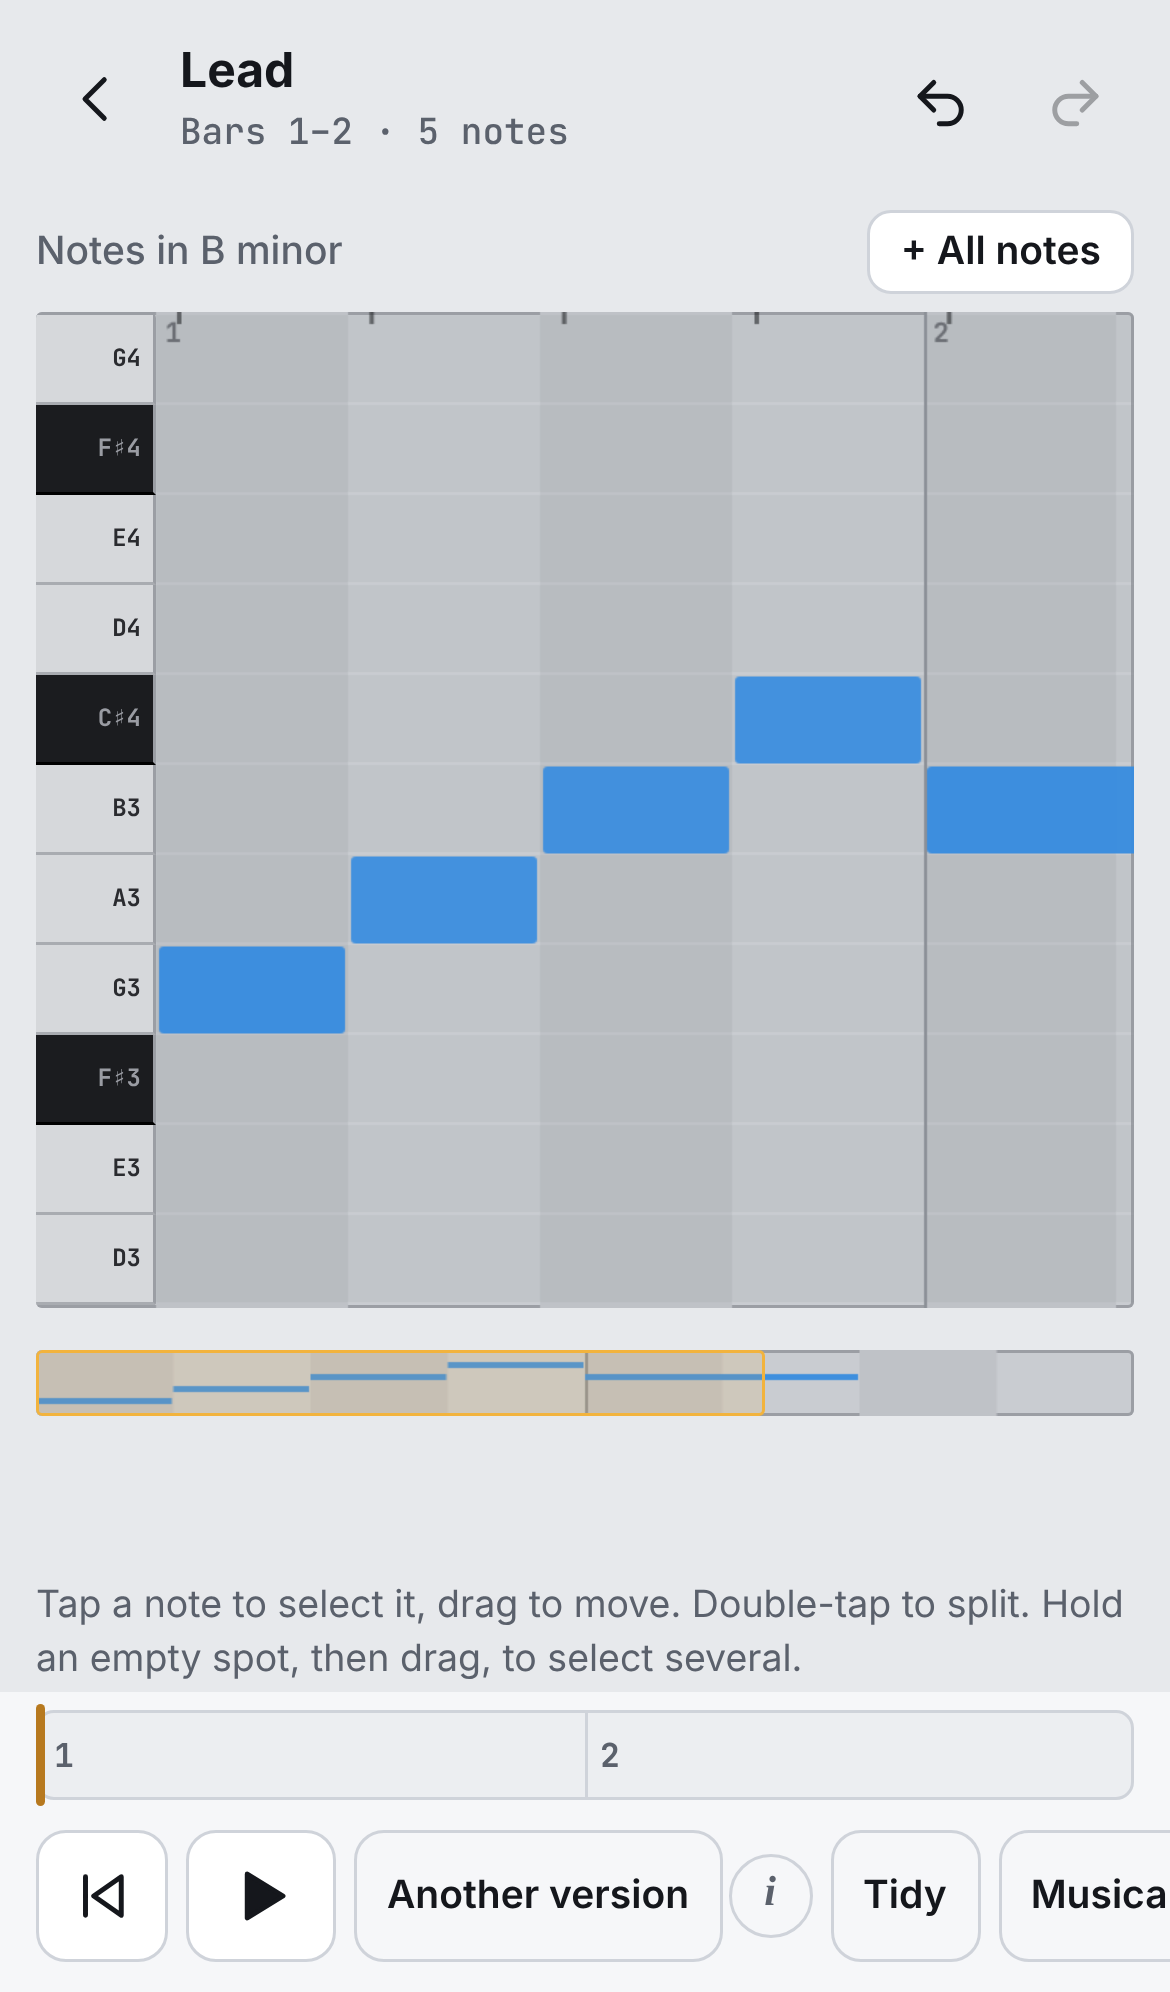 Lead
Bars 1–2 · 5 notes
Notes in B minor
+ All notes
1
2
G4
F♯4
E4
D4
C♯4
B3
A3
G3
F♯3
E3
D3
Tap a note to select it, drag to move. Double-tap to split. Hold
an empty spot, then drag, to select several.
1
2
Another version
i
Tidy
Musica